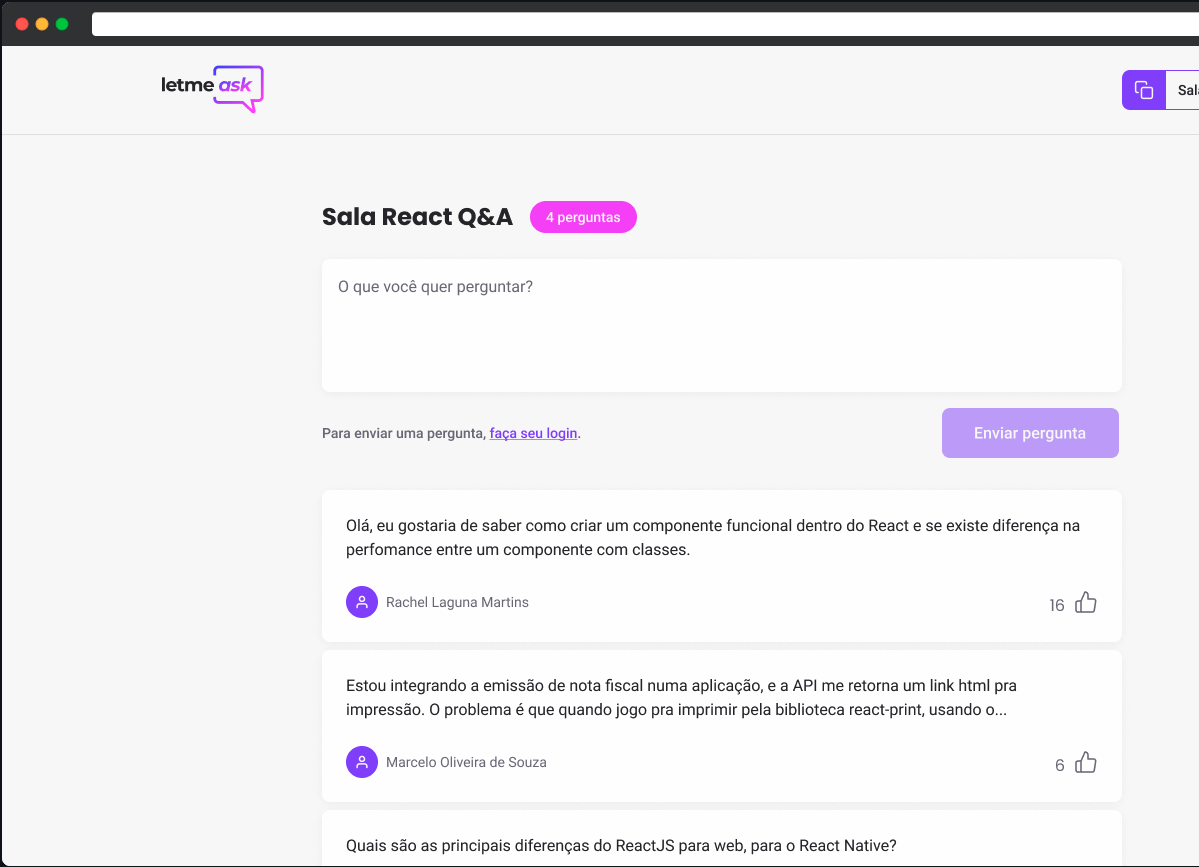 letme ask
Sala React Q&A
4 perguntas
O que você quer perguntar?
Para enviar uma pergunta, faça seu login.
Enviar pergunta
Olá, eu gostaria de saber como criar um componente funcional dentro do React e se existe diferença na
perfomance entre um componente com classes.
Rachel Laguna Martins
16
Estou integrando a emissão de nota fiscal numa aplicação, e a API me retorna um link html pra
impressão. O problema é que quando jogo pra imprimir pela biblioteca react-print, usando o...
Marcelo Oliveira de Souza
6
Quais são as principais diferenças do ReactJS para web, para o React Native?